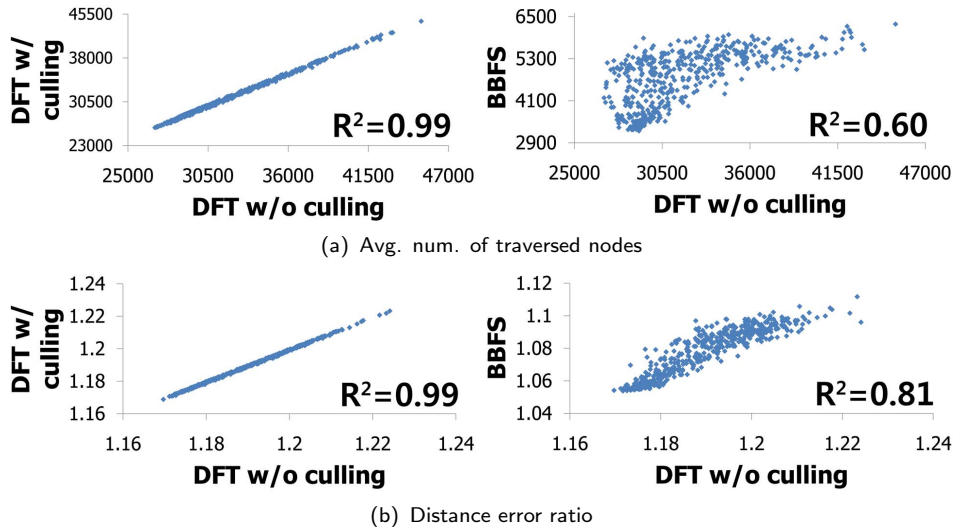 DFT w/ culling
45500
38000
30500
23000
R²=0.99
25000 30500 36000 41500 47000
DFT w/o culling
BBFS
6500
5300
4100
2900
R²=0.60
25000 30500 36000 41500 47000
DFT w/o culling
(a) Avg. num. of traversed nodes
DFT w/ culling
1.24
1.22
1.2
1.18
1.16
R²=0.99
1.16 1.18 1.2 1.22 1.24
DFT w/o culling
BBFS
1.12
1.1
1.08
1.06
1.04
R²=0.81
1.16 1.18 1.2 1.22 1.24
DFT w/o culling
(b) Distance error ratio